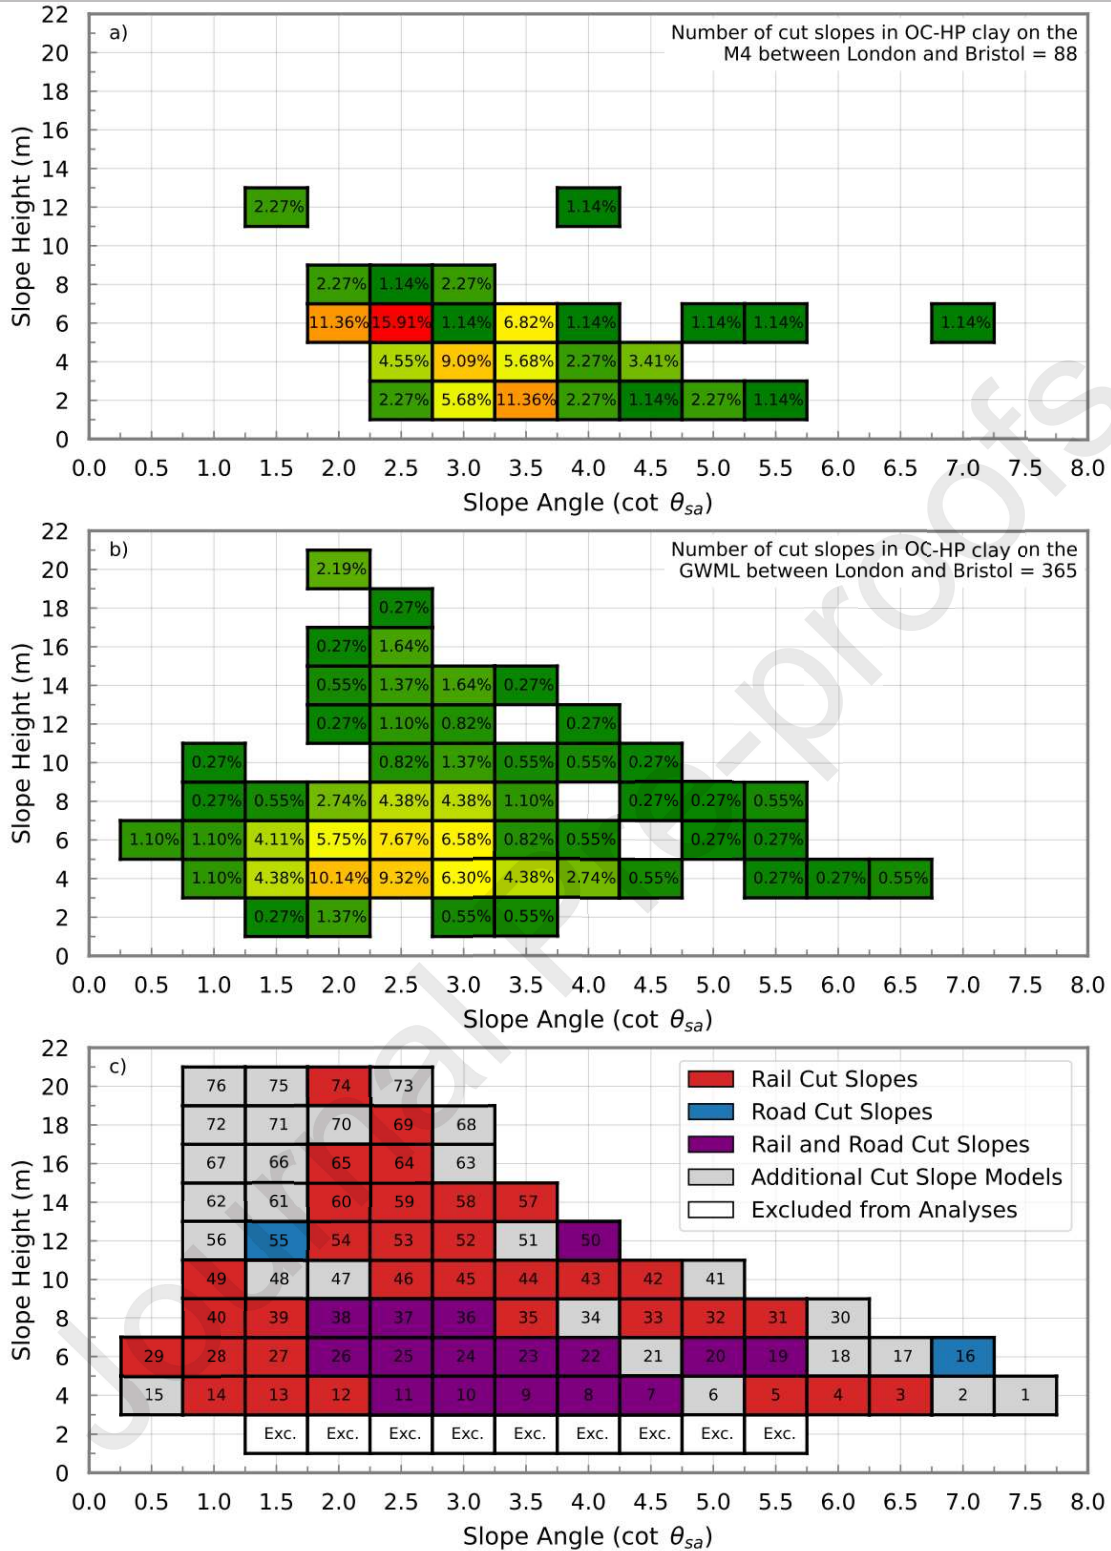 22
a)
Number of cut slopes in OC-HP clay on the
M4 between London and Bristol = 88
20
18
16
14
12
2.27%
1.14%
10
8
2.27% 1.14% 2.27%
6
11.36% 15.91% 1.14% 6.82% 1.14% 1.14% 1.14% 1.14%
4
4.55% 9.09% 5.68% 2.27% 3.41%
2
2.27% 5.68% 11.36% 2.27% 1.14% 2.27% 1.14%
0
Slope Height (m)
0.0 0.5 1.0 1.5 2.0 2.5 3.0 3.5 4.0 4.5 5.0 5.5 6.0 6.5 7.0 7.5 8.0
Slope Angle (cot θsa)
22
b)
Number of cut slopes in OC-HP clay on the
GWML between London and Bristol = 365
20
2.19%
18
0.27%
16
0.27% 1.64%
14
0.55% 1.37% 1.64% 0.27%
12
0.27% 1.10% 0.82% 0.27%
10
0.27% 0.82% 1.37% 0.55% 0.55% 0.27%
8
0.27% 0.55% 2.74% 4.38% 4.38% 1.10% 0.27% 0.27% 0.55%
6
1.10% 1.10% 4.11% 5.75% 7.67% 6.58% 0.82% 0.55% 0.27% 0.27%
4
1.10% 4.38% 10.14% 9.32% 6.30% 4.38% 2.74% 0.55% 0.27% 0.27% 0.55%
2
0.27% 1.37% 0.55% 0.55%
0
Slope Height (m)
0.0 0.5 1.0 1.5 2.0 2.5 3.0 3.5 4.0 4.5 5.0 5.5 6.0 6.5 7.0 7.5 8.0
Slope Angle (cot θsa)
22
c)
Rail Cut Slopes
Road Cut Slopes
Rail and Road Cut Slopes
Additional Cut Slope Models
Excluded from Analyses
20
76 75 74 73
18
72 71 70 69 68
16
67 66 65 64 63
14
62 61 60 59 58 57
12
56 55 54 53 52 51 50
10
49 48 47 46 45 44 43 42 41
8
40 39 38 37 36 35 34 33 32 31 30
6
29 28 27 26 25 24 23 22 21 20 19 18 17 16
4
15 14 13 12 11 10 9 8 7 6 5 4 3 2 1
2
Exc. Exc. Exc. Exc. Exc. Exc. Exc. Exc. Exc.
0
Slope Height (m)
0.0 0.5 1.0 1.5 2.0 2.5 3.0 3.5 4.0 4.5 5.0 5.5 6.0 6.5 7.0 7.5 8.0
Slope Angle (cot θsa)
Journal Pre-proofs